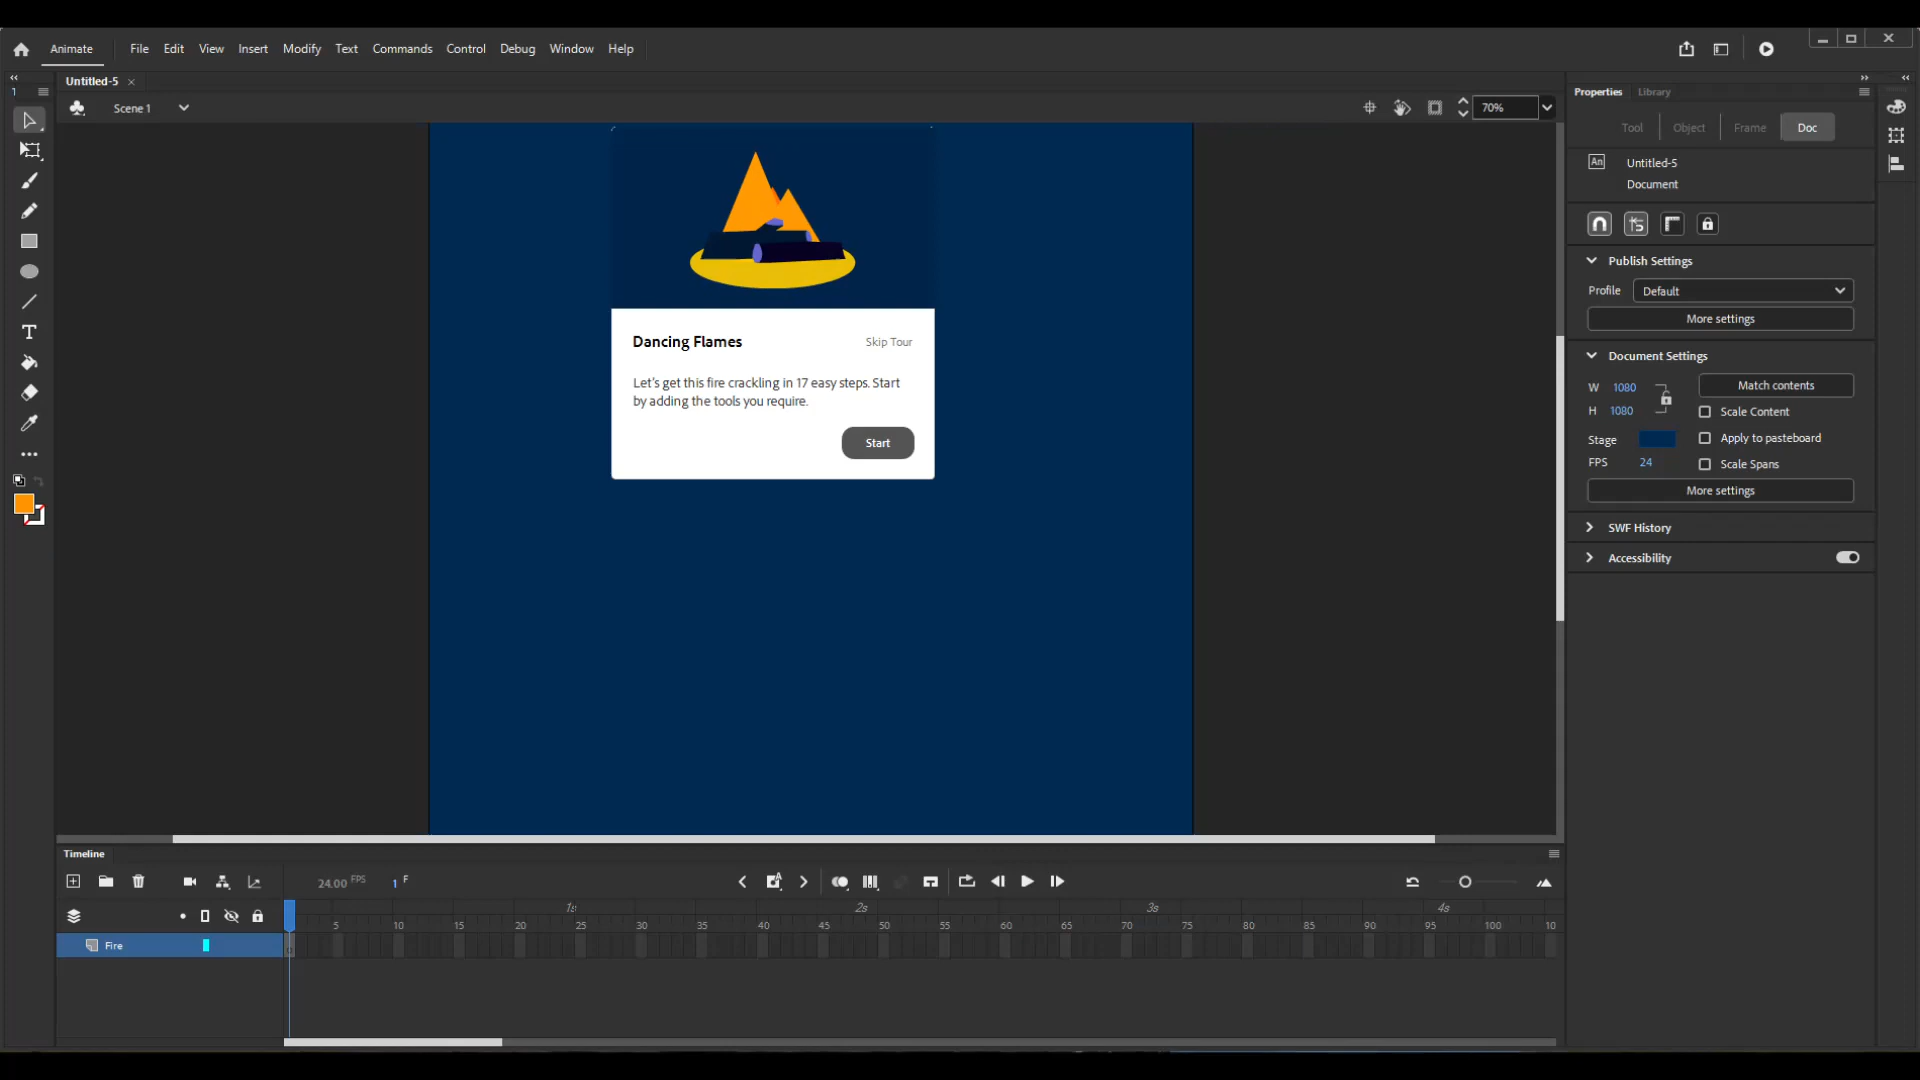 Animate File Edit View Insert Modify Text Commands Control Debug Window Help
Untitled-5
Scene 1
70%
Properties Library
Tool Object Frame Doc
An Untitled-5
Document
Publish Settings
Profile Default
More settings
Document Settings
W 1080 Match contents
H 1080 Scale Content
Stage Apply to pasteboard
FPS 24 Scale Spans
More settings
SWF History
Accessibility
Dancing Flames Skip Tour
Let's get this fire crackling in 17 easy steps. Start
by adding the tools you require.
Start
Timeline
24.00 FPS 1 F
1s 2s 3s 4s
5 10 15 20 25 30 35 40 45 50 55 60 65 70 75 80 85 90 95 100 10
Fire